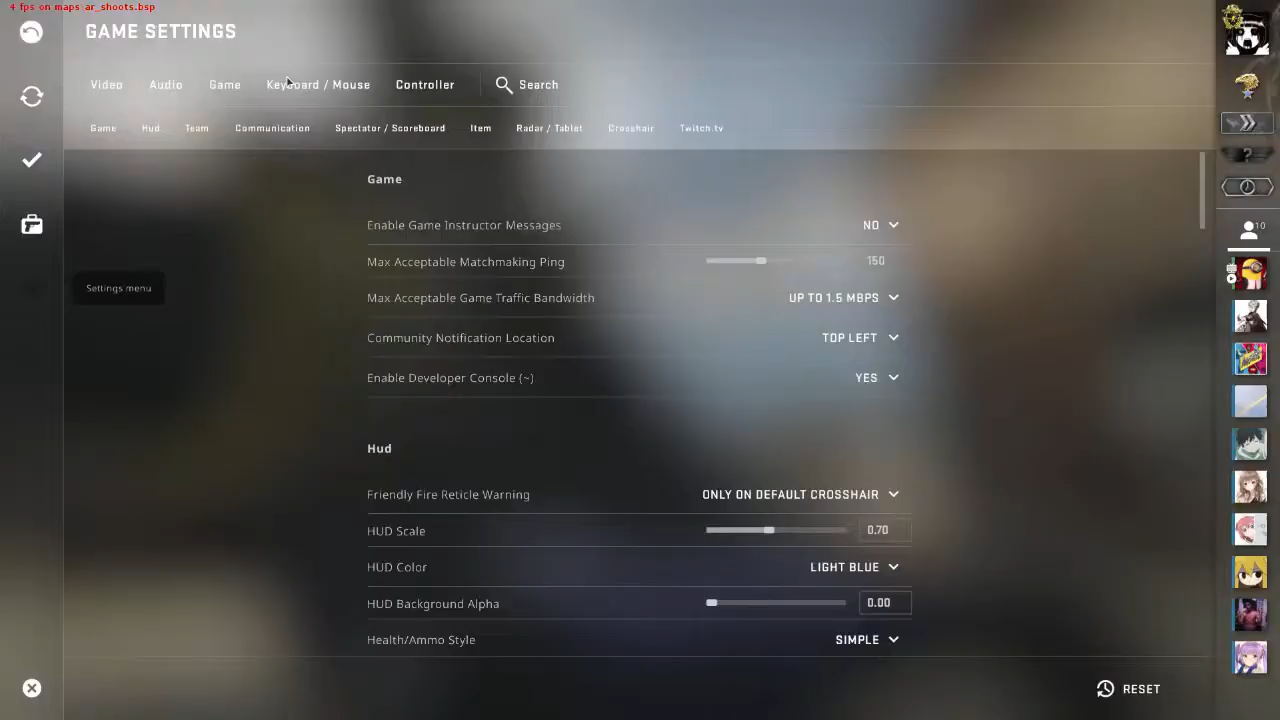 4 fps on maps ar_shoots.bsp
GAME SETTINGS
Video Audio Game Keyboard / Mouse Controller Search
Game Hud Team Communication Spectator / Scoreboard Item Radar / Tablet Crosshair Twitch.tv
Game
Enable Game Instructor Messages NO
Max Acceptable Matchmaking Ping 150
Settings menu
Max Acceptable Game Traffic Bandwidth UP TO 1.5 MBPS
Community Notification Location TOP LEFT
Enable Developer Console (~) YES
Hud
Friendly Fire Reticle Warning ONLY ON DEFAULT CROSSHAIR
HUD Scale 0.70
HUD Color LIGHT BLUE
HUD Background Alpha 0.00
Health/Ammo Style SIMPLE
RESET
?
10